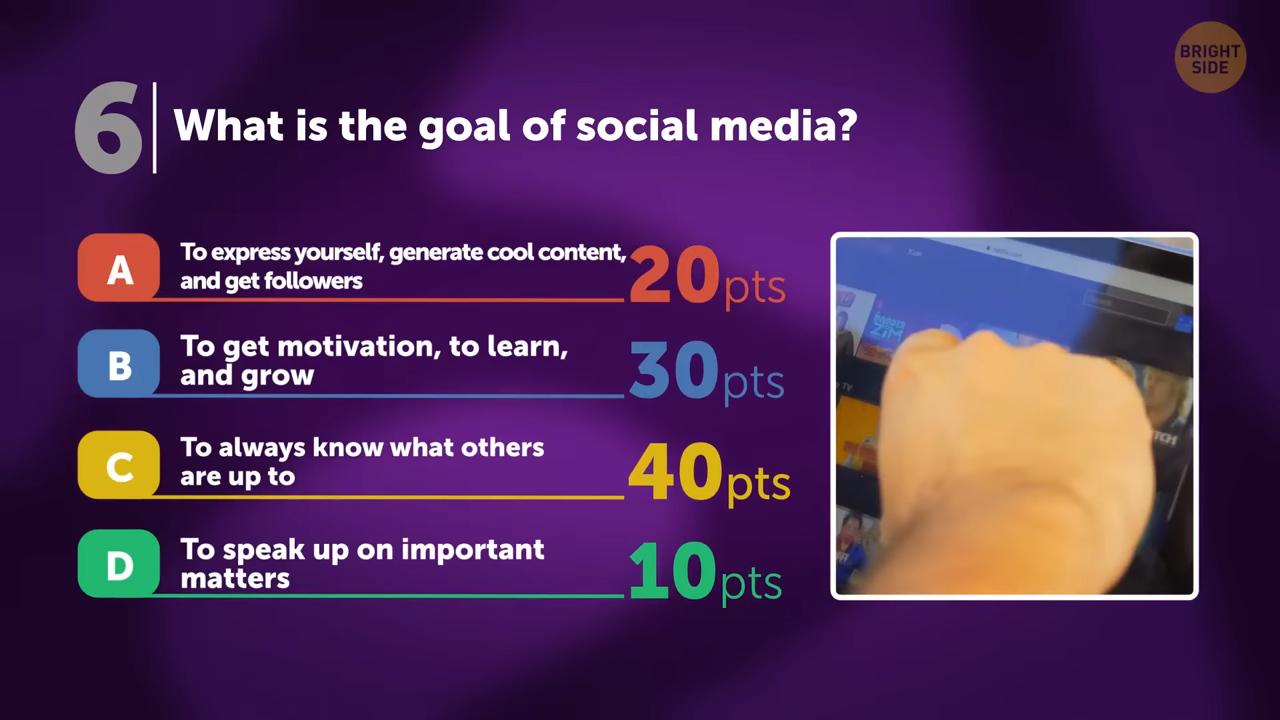 BRIGHT
SIDE
6 What is the goal of social media?
A To express yourself, generate cool content,
and get followers
20pts
B To get motivation, to learn,
and grow
30pts
C To always know what others
are up to
40pts
D To speak up on important
matters
10pts
ZiM
TV